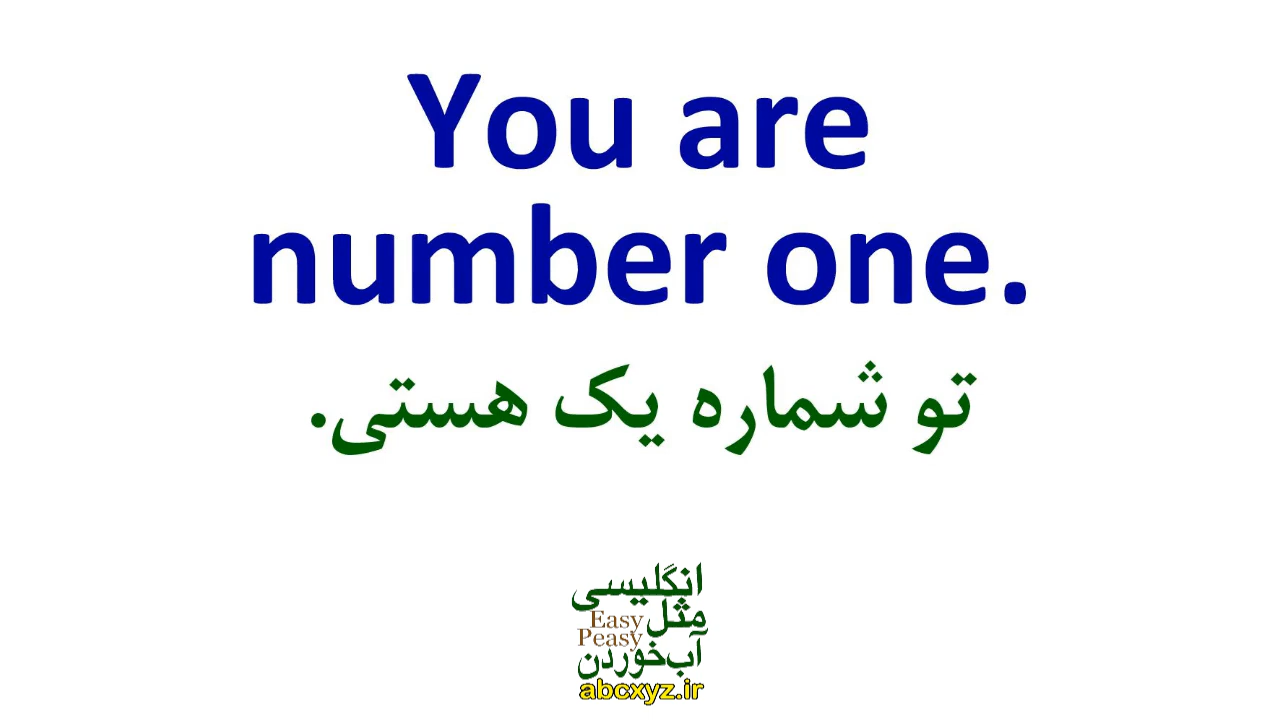 You are
number one.
تو شماره یک هستی.
انگلیسی
مثل
Easy
Peasy
آب‌خوردن
abcxyz.ir